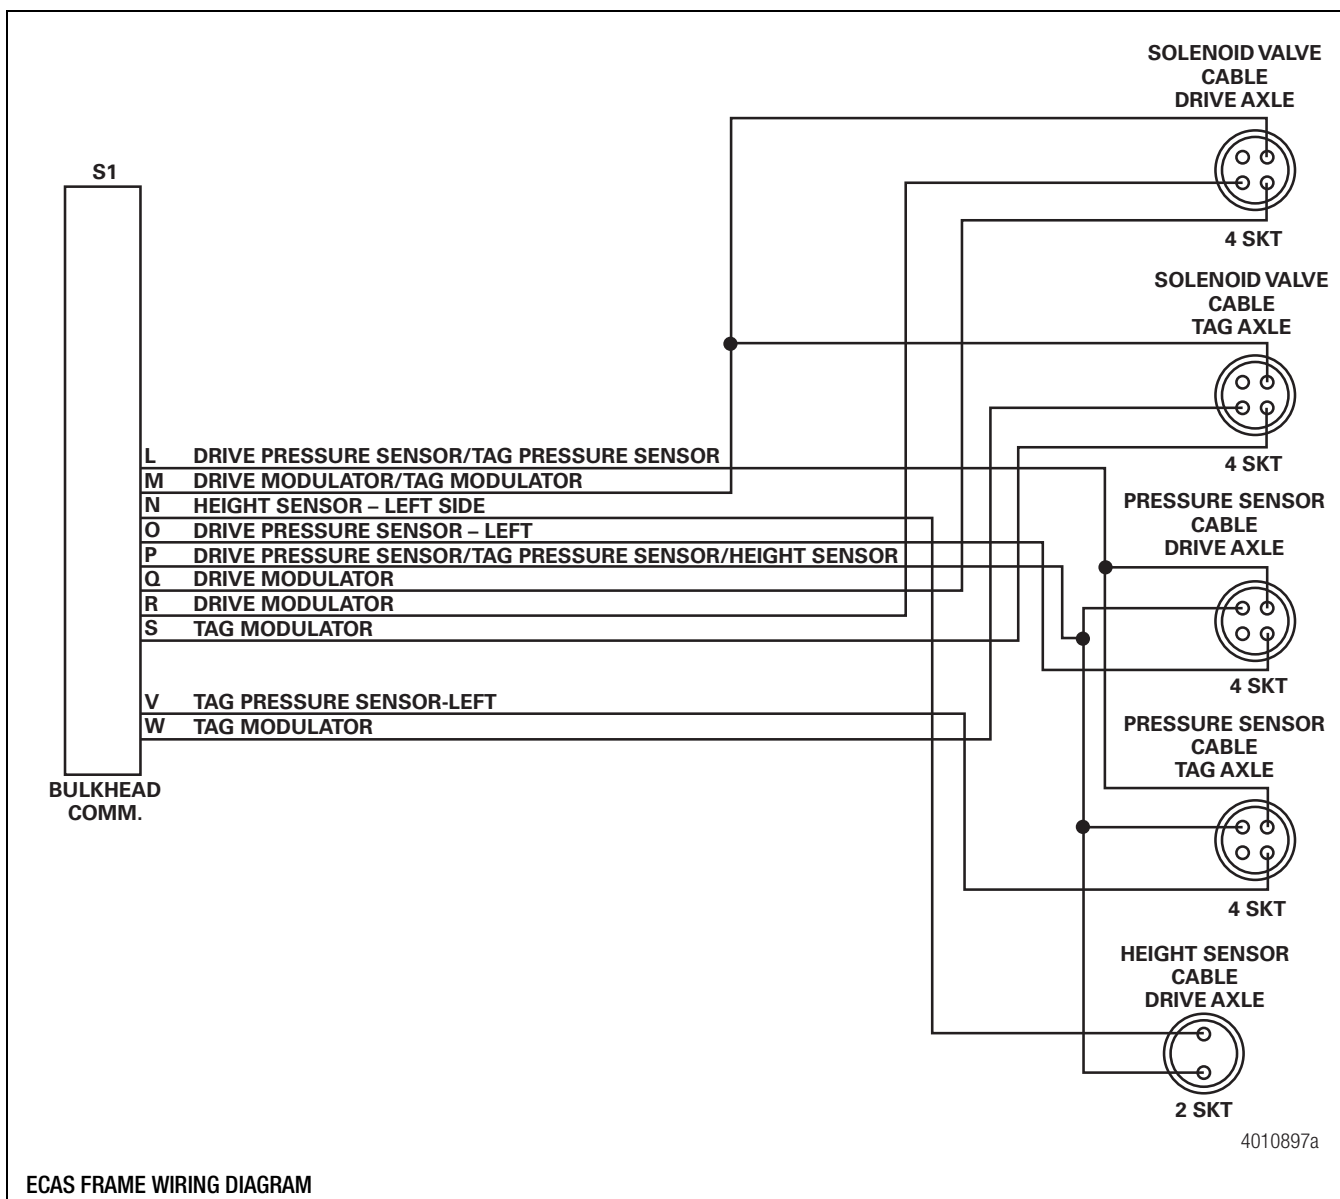 SOLENOID VALVE
CABLE
DRIVE AXLE
4 SKT
S1
SOLENOID VALVE
CABLE
TAG AXLE
4 SKT
L DRIVE PRESSURE SENSOR/TAG PRESSURE SENSOR
M DRIVE MODULATOR/TAG MODULATOR
N HEIGHT SENSOR – LEFT SIDE
O DRIVE PRESSURE SENSOR – LEFT
P DRIVE PRESSURE SENSOR/TAG PRESSURE SENSOR/HEIGHT SENSOR
Q DRIVE MODULATOR
R DRIVE MODULATOR
S TAG MODULATOR
V TAG PRESSURE SENSOR-LEFT
W TAG MODULATOR
BULKHEAD
COMM.
PRESSURE SENSOR
CABLE
DRIVE AXLE
4 SKT
PRESSURE SENSOR
CABLE
TAG AXLE
4 SKT
HEIGHT SENSOR
CABLE
DRIVE AXLE
2 SKT
4010897a
ECAS FRAME WIRING DIAGRAM